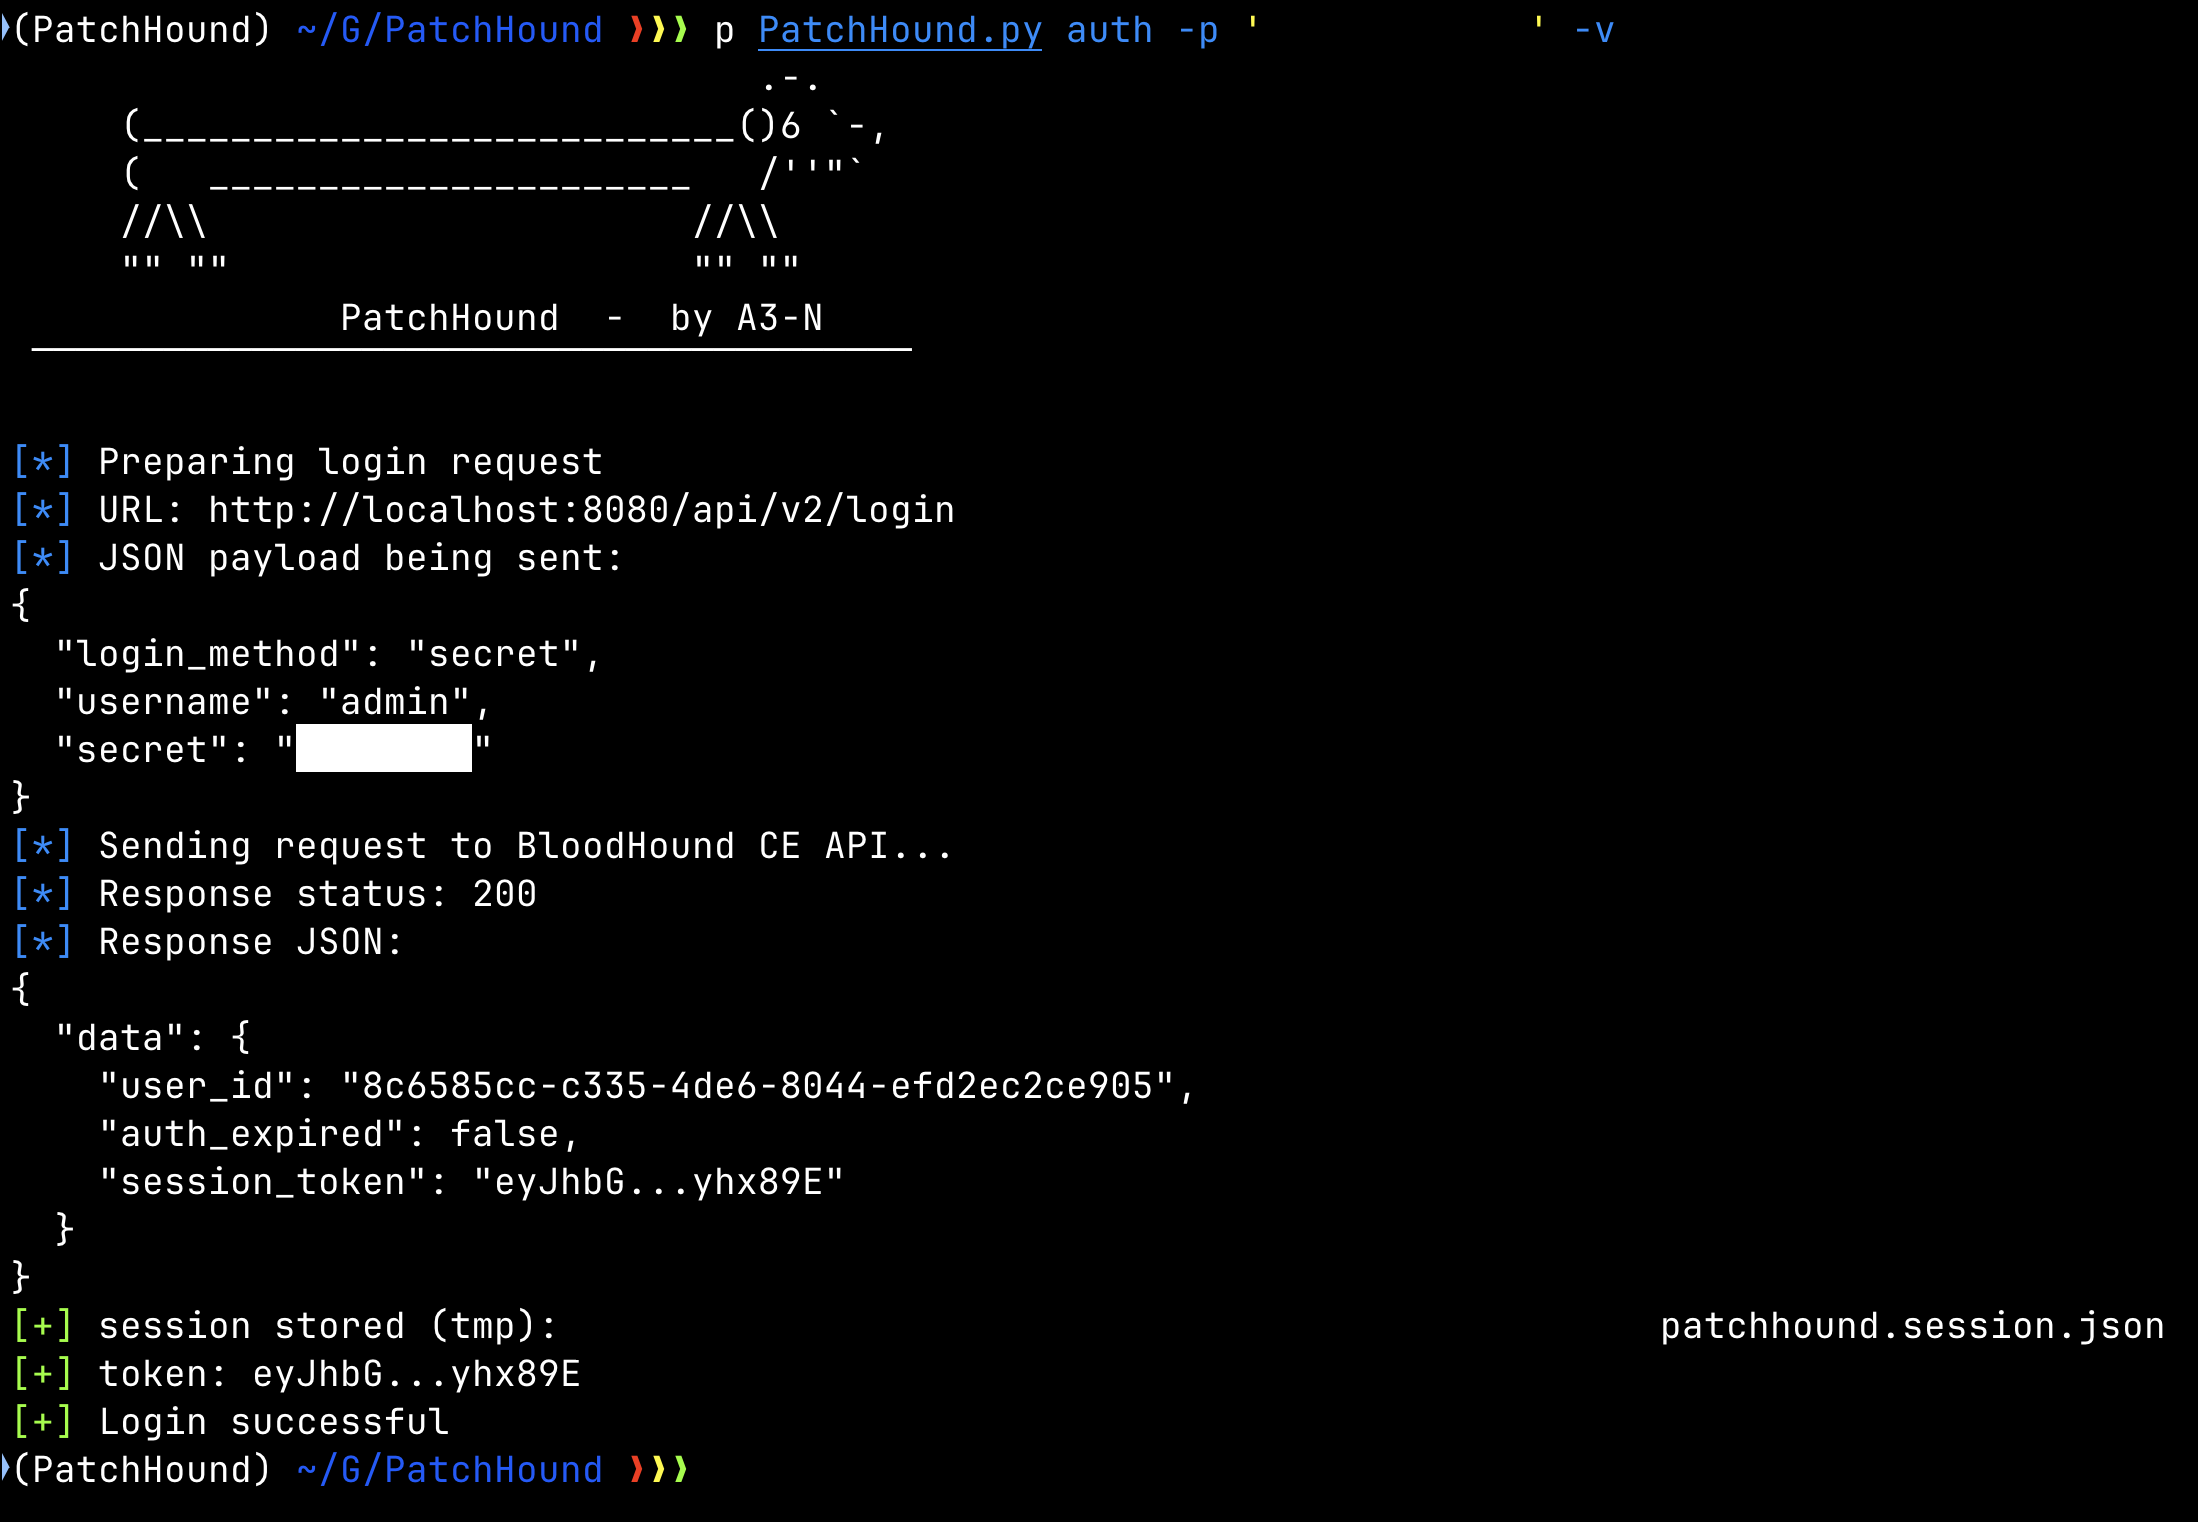 (PatchHound) ~/G/PatchHound ❯❯❯ p PatchHound.py auth -p '            ' -v
                                  .-.
     (___________________________()6 `-,
     (   ______________________   /''"`
     //\\                      //\\
     "" ""                     "" ""
               PatchHound  -  by A3-N
[*] Preparing login request
[*] URL: http://localhost:8080/api/v2/login
[*] JSON payload being sent:
{
  "login_method": "secret",
  "username": "admin",
  "secret": "        "
}
[*] Sending request to BloodHound CE API...
[*] Response status: 200
[*] Response JSON:
{
  "data": {
    "user_id": "8c6585cc-c335-4de6-8044-efd2ec2ce905",
    "auth_expired": false,
    "session_token": "eyJhbG...yhx89E"
  }
}
[+] session stored (tmp): patchhound.session.json
[+] token: eyJhbG...yhx89E
[+] Login successful
(PatchHound) ~/G/PatchHound ❯❯❯